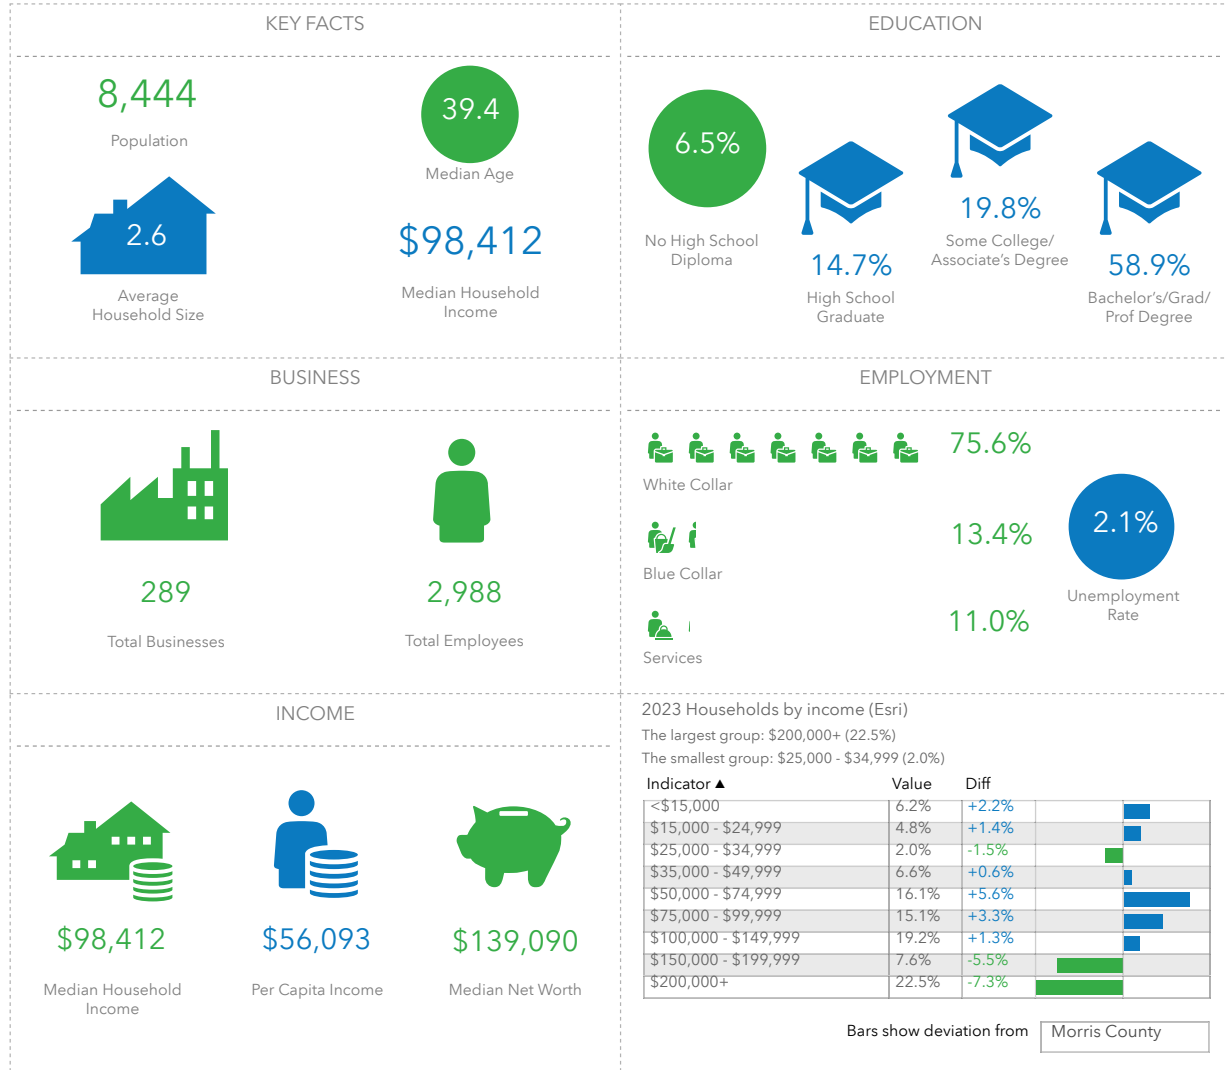 KEY FACTS
8,444
Population
39.4
Median Age
2.6
Average
Household Size
$98,412
Median Household
Income
EDUCATION
6.5%
No High School
Diploma
14.7%
High School
Graduate
19.8%
Some College/
Associate's Degree
58.9%
Bachelor's/Grad/
Prof Degree
BUSINESS
289
Total Businesses
2,988
Total Employees
EMPLOYMENT
75.6%
White Collar
13.4%
Blue Collar
11.0%
Services
2.1%
Unemployment
Rate
INCOME
$98,412
Median Household
Income
$56,093
Per Capita Income
$139,090
Median Net Worth
2023 Households by income (Esri)
The largest group: $200,000+ (22.5%)
The smallest group: $25,000 - $34,999 (2.0%)
Indicator ▲ Value Diff
<$15,000 6.2% +2.2%
$15,000 - $24,999 4.8% +1.4%
$25,000 - $34,999 2.0% -1.5%
$35,000 - $49,999 6.6% +0.6%
$50,000 - $74,999 16.1% +5.6%
$75,000 - $99,999 15.1% +3.3%
$100,000 - $149,999 19.2% +1.3%
$150,000 - $199,999 7.6% -5.5%
$200,000+ 22.5% -7.3%
Bars show deviation from Morris County